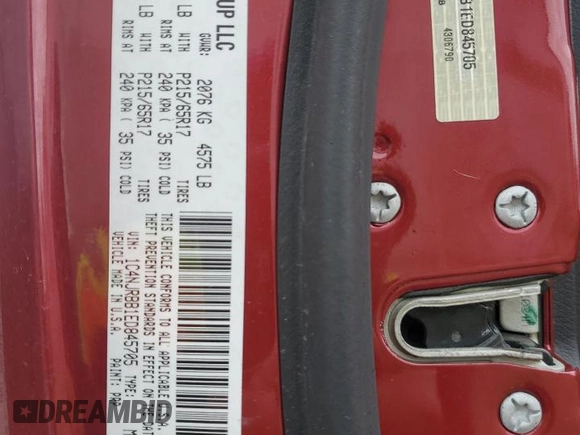 UP LLC
GVWR: 2076 KG 4575 LB
LB WITH P215/65R17 TIRES
RIMS AT 240 KPA ( 35 PSI) COLD
LB WITH P215/65R17 TIRES
RIMS AT 240 KPA ( 35 PSI) COLD
THIS VEHICLE CONFORMS TO ALL APPLICABLE
THEFT PREVENTION STANDARDS IN EFFECT ON
VIN: 1C4NJRBB1ED845705 TYPE:
VEHICLE MADE IN U.S.A. PAINT:
B1ED845705
4306790
DREAMBID